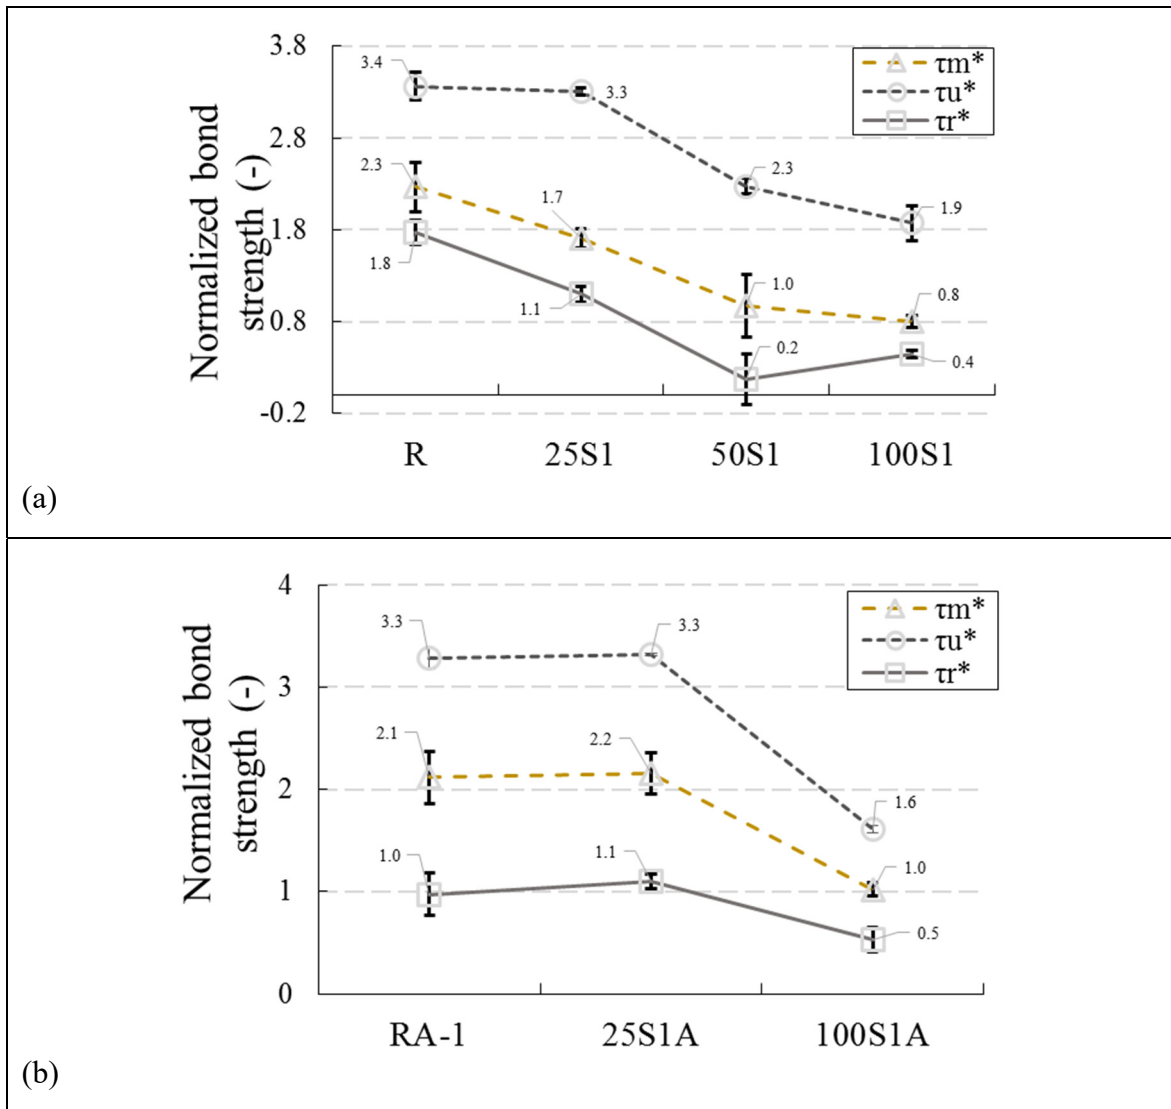 3.8
2.8
1.8
0.8
-0.2
Normalized bond
strength (-)
τm*
τu*
τr*
3.4
3.3
2.3
1.9
2.3
1.7
1.0
0.8
1.8
1.1
0.2
0.4
R 25S1 50S1 100S1
(a)
4
3
2
1
0
Normalized bond
strength (-)
τm*
τu*
τr*
3.3
3.3
1.6
2.1
2.2
1.0
1.0
1.1
0.5
RA-1 25S1A 100S1A
(b)